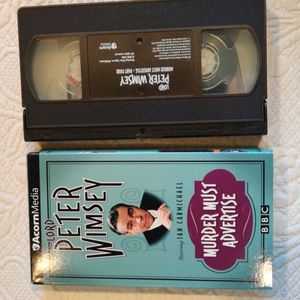 LORD
PETER WIMSEY
MURDER MUST ADVERTISE - PART FOUR
Acorn
AcornMedia
LORD
PETER
WIMSEY
Starring IAN CARMICHAEL
MURDER MUST
ADVERTISE
BBC